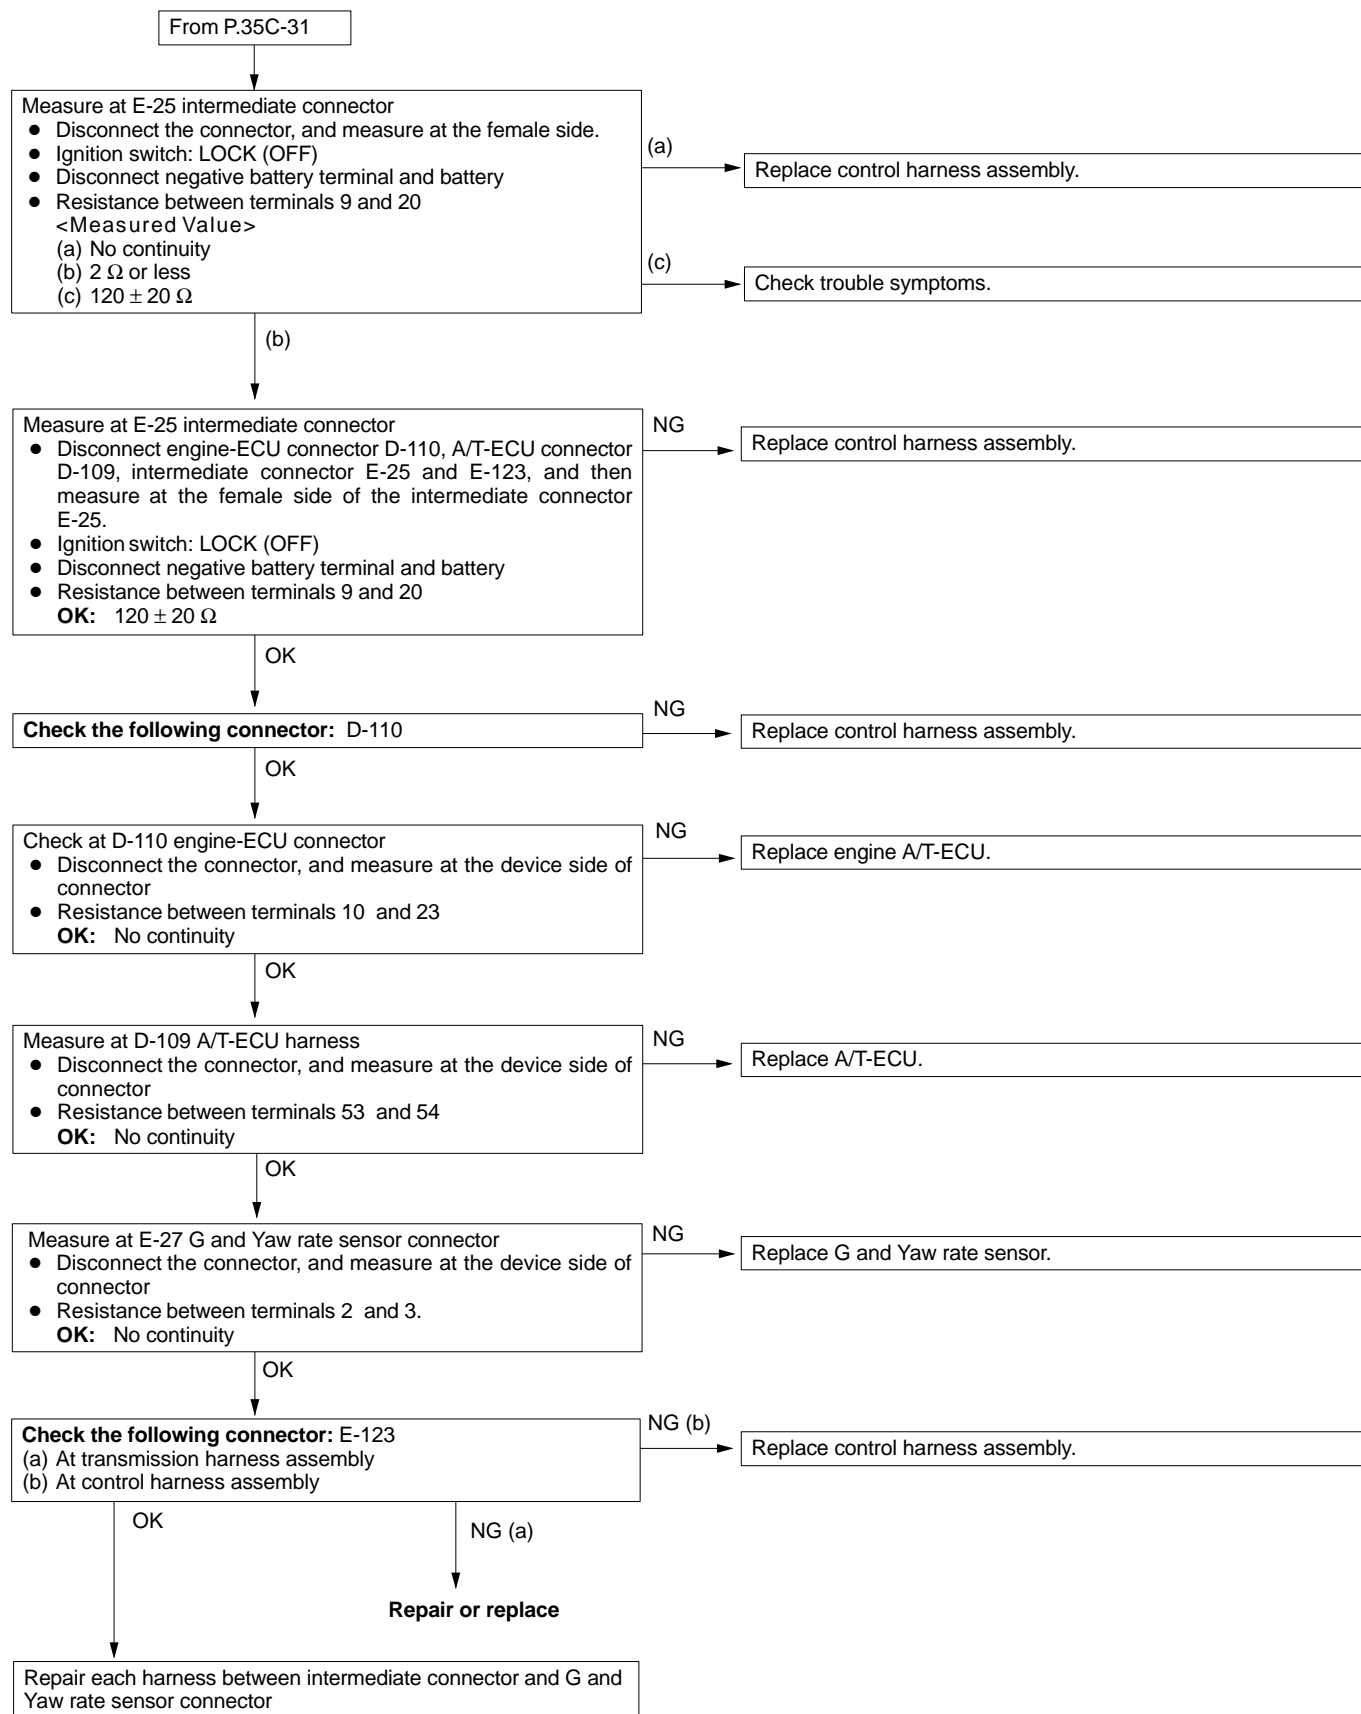 From P.35C-31
Measure at E-25 intermediate connector
● Disconnect the connector, and measure at the female side.
● Ignition switch: LOCK (OFF)
● Disconnect negative battery terminal and battery
● Resistance between terminals 9 and 20
<Measured Value>
(a) No continuity
(b) 2 Ω or less
(c) 120 ± 20 Ω
(a)
Replace control harness assembly.
(c)
Check trouble symptoms.
(b)
Measure at E-25 intermediate connector
● Disconnect engine-ECU connector D-110, A/T-ECU connector
D-109, intermediate connector E-25 and E-123, and then
measure at the female side of the intermediate connector
E-25.
● Ignition switch: LOCK (OFF)
● Disconnect negative battery terminal and battery
● Resistance between terminals 9 and 20
OK: 120 ± 20 Ω
NG
Replace control harness assembly.
OK
Check the following connector: D-110
NG
Replace control harness assembly.
OK
Check at D-110 engine-ECU connector
● Disconnect the connector, and measure at the device side of
connector
● Resistance between terminals 10 and 23
OK: No continuity
NG
Replace engine A/T-ECU.
OK
Measure at D-109 A/T-ECU harness
● Disconnect the connector, and measure at the device side of
connector
● Resistance between terminals 53 and 54
OK: No continuity
NG
Replace A/T-ECU.
OK
Measure at E-27 G and Yaw rate sensor connector
● Disconnect the connector, and measure at the device side of
connector
● Resistance between terminals 2 and 3.
OK: No continuity
NG
Replace G and Yaw rate sensor.
OK
Check the following connector: E-123
(a) At transmission harness assembly
(b) At control harness assembly
NG (b)
Replace control harness assembly.
OK
NG (a)
Repair or replace
Repair each harness between intermediate connector and G and
Yaw rate sensor connector